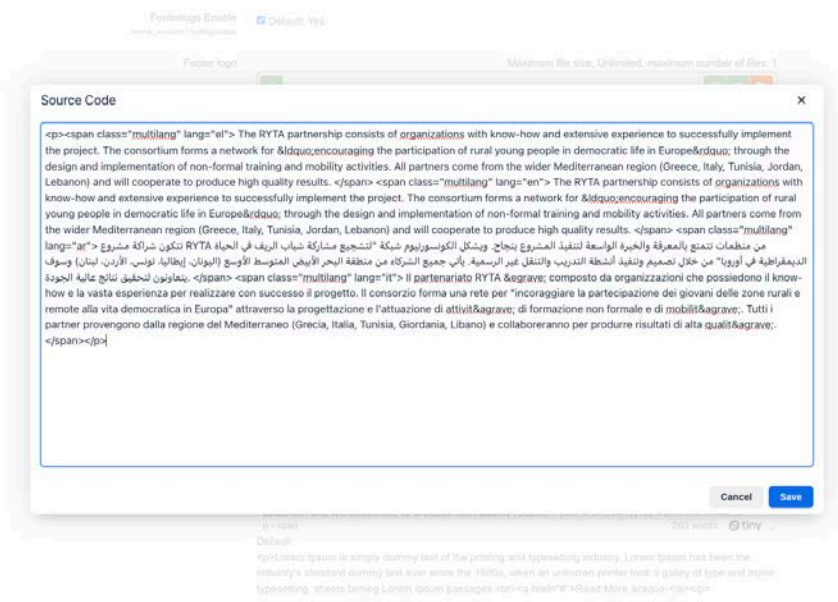 Footerlogo Enable
Default: Yes
Footer logo
Maximum file size: Unlimited, maximum number of files: 1
Source Code
<p><span class="multilang" lang="el"> The RYTA partnership consists of organizations with know-how and extensive experience to successfully implement
the project. The consortium forms a network for &ldquo;encouraging the participation of rural young people in democratic life in Europe&rdquo; through the
design and implementation of non-formal training and mobility activities. All partners come from the wider Mediterranean region (Greece, Italy, Tunisia, Jordan,
Lebanon) and will cooperate to produce high quality results. </span> <span class="multilang" lang="en"> The RYTA partnership consists of organizations with
know-how and extensive experience to successfully implement the project. The consortium forms a network for &ldquo;encouraging the participation of rural
young people in democratic life in Europe&rdquo; through the design and implementation of non-formal training and mobility activities. All partners come from
the wider Mediterranean region (Greece, Italy, Tunisia, Jordan, Lebanon) and will cooperate to produce high quality results. </span> <span class="multilang"
lang="ar"> تتكون شراكة مشروع RYTA من منظمات تتمتع بالمعرفة والخبرة الواسعة لتنفيذ المشروع بنجاح. ويشكل الكونسورتيوم شبكة "لتشجيع مشاركة شباب الريف في الحياة
الديمقراطية في أوروبا" من خلال تصميم وتنفيذ أنشطة التدريب والتنقل غير الرسمية. يأتي جميع الشركاء من منطقة البحر الأبيض المتوسط الأوسع (اليونان، إيطاليا، تونس، الأردن، لبنان) وسوف
يتعاونون لتحقيق نتائج عالية الجودة. </span> <span class="multilang" lang="it"> Il partenariato RYTA &egrave; composto da organizzazioni che possiedono il know-
how e la vasta esperienza per realizzare con successo il progetto. Il consorzio forma una rete per "incoraggiare la partecipazione dei giovani delle zone rurali e
remote alla vita democratica in Europa" attraverso la progettazione e l'attuazione di attivit&agrave; di formazione non formale e di mobilit&agrave;. Tutti i
partner provengono dalla regione del Mediterraneo (Grecia, Italia, Tunisia, Giordania, Libano) e collaboreranno per produrre risultati di alta qualit&agrave;.
</span></p>
Cancel
Save
p › span
263 words
tiny
Default:
<p>Lorem Ipsum is simply dummy text of the printing and typesetting industry. Lorem Ipsum has been the
industry's standard dummy text ever since the 1500s, when an unknown printer took a galley of type and
typesetting, sheets taining Lorem Ipsum passages.<br><a href="#">Read More &raquo;</a></p>